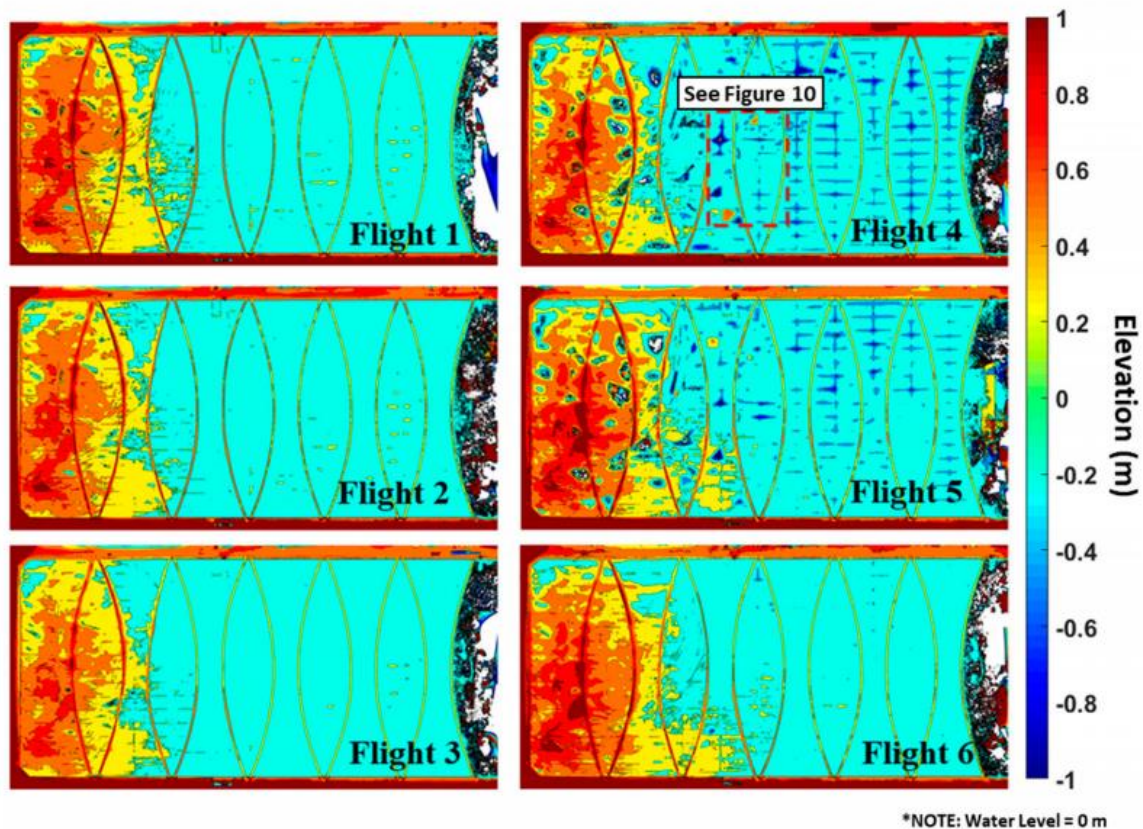 Flight 1
Flight 2
Flight 3
See Figure 10
Flight 4
Flight 5
Flight 6
1
0.8
0.6
0.4
0.2
0
-0.2
-0.4
-0.6
-0.8
-1
Elevation (m)
*NOTE: Water Level = 0 m